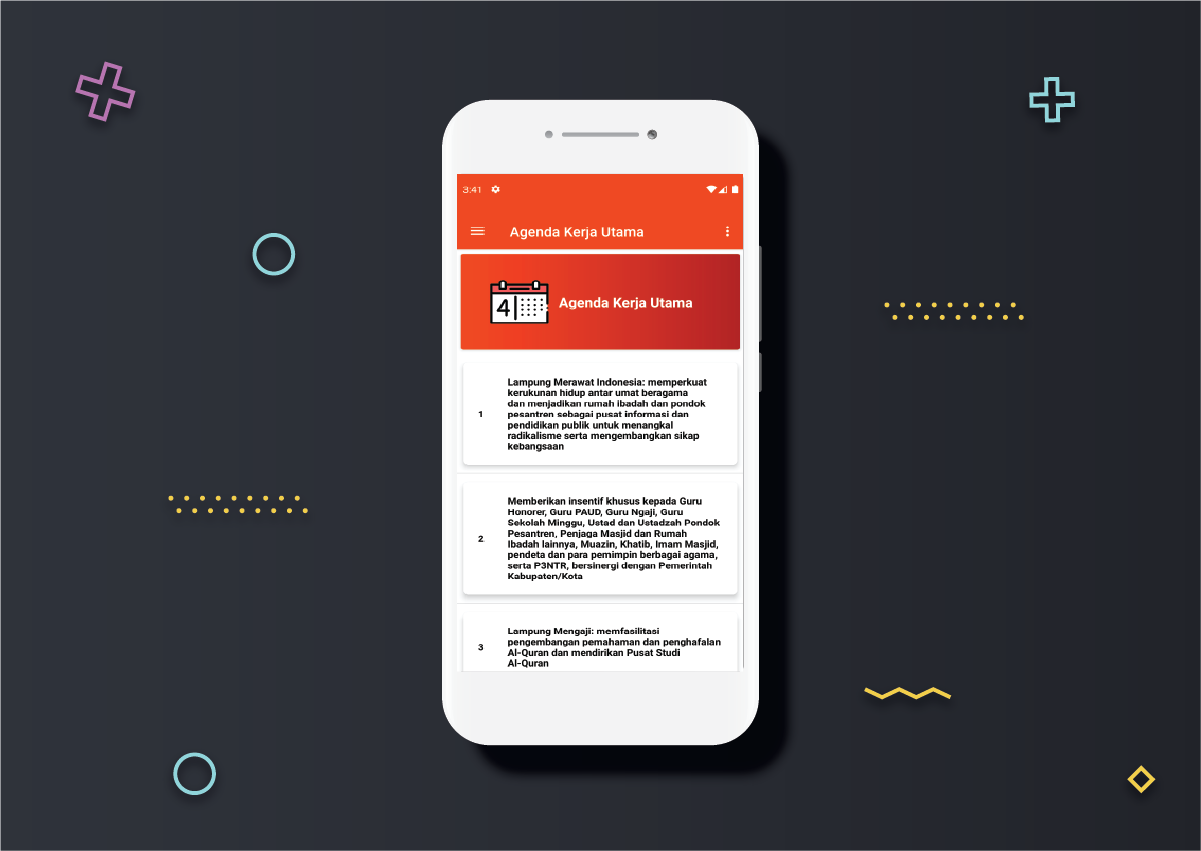 3:41
Agenda Kerja Utama
4
Agenda Kerja Utama
1
Lampung Merawat Indonesia: memperkuat
kerukunan hidup antar umat beragama
dan menjadikan rumah ibadah dan pondok
pesantren sebagai pusat informasi dan
pendidikan publik untuk menangkal
radikalisme serta mengembangkan sikap
kebangsaan
2
Memberikan insentif khusus kepada Guru
Honorer, Guru PAUD, Guru Ngaji, Guru
Sekolah Minggu, Ustad dan Ustadzah Pondok
Pesantren, Penjaga Masjid dan Rumah
Ibadah lainnya, Muazin, Khatib, Imam Masjid,
pendeta dan para pemimpin berbagai agama,
serta P3NTR, bersinergi dengan Pemerintah
Kabupaten/Kota
3
Lampung Mengaji: memfasilitasi
pengembangan pemahaman dan penghafalan
Al-Quran dan mendirikan Pusat Studi
Al-Quran